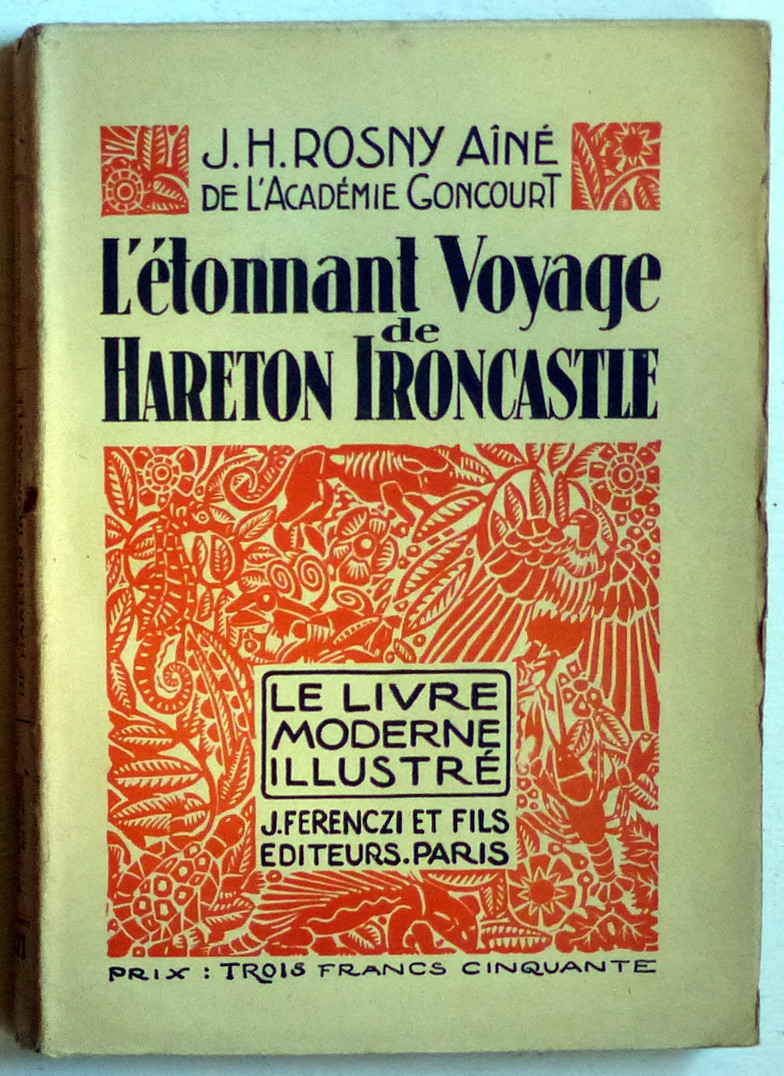 J.H. ROSNY AÎNÉ
DE L'ACADÉMIE GONCOURT
L'étonnant Voyage
de
HARETON IRONCASTLE
LE LIVRE
MODERNE
ILLUSTRÉ
J. FERENCZI ET FILS
EDITEURS. PARIS
PRIX : TROIS FRANCS CINQUANTE